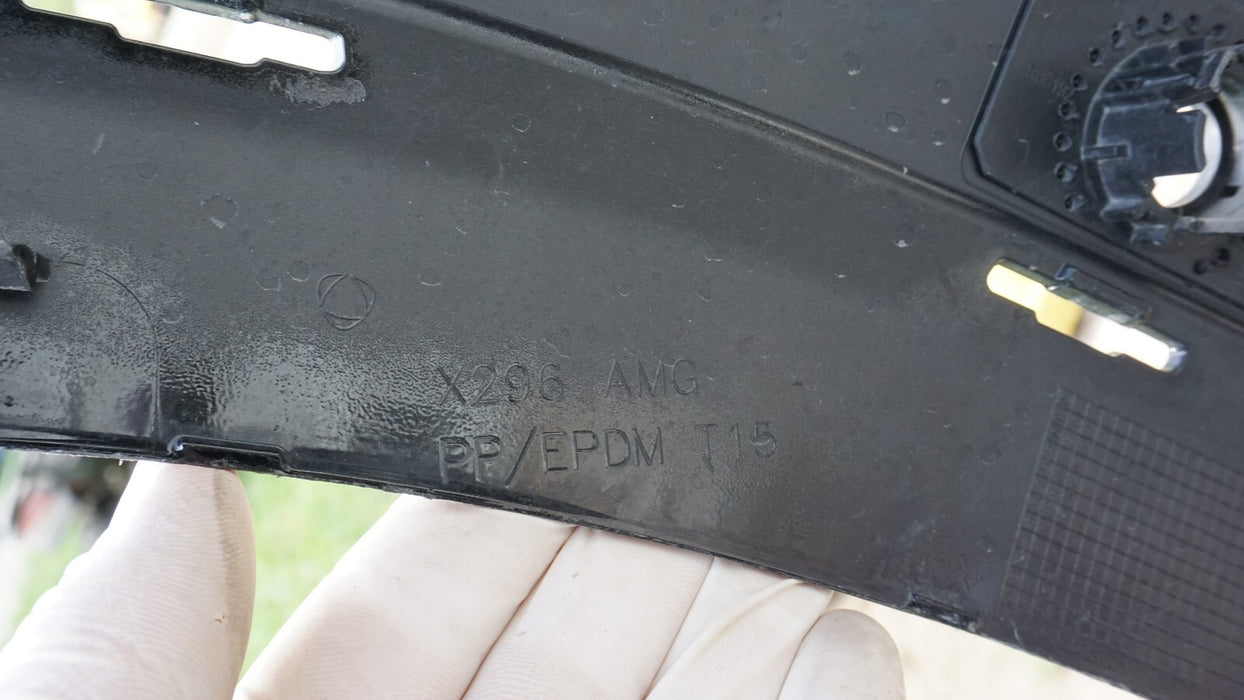 X296 AMG
PP/EPDM T15